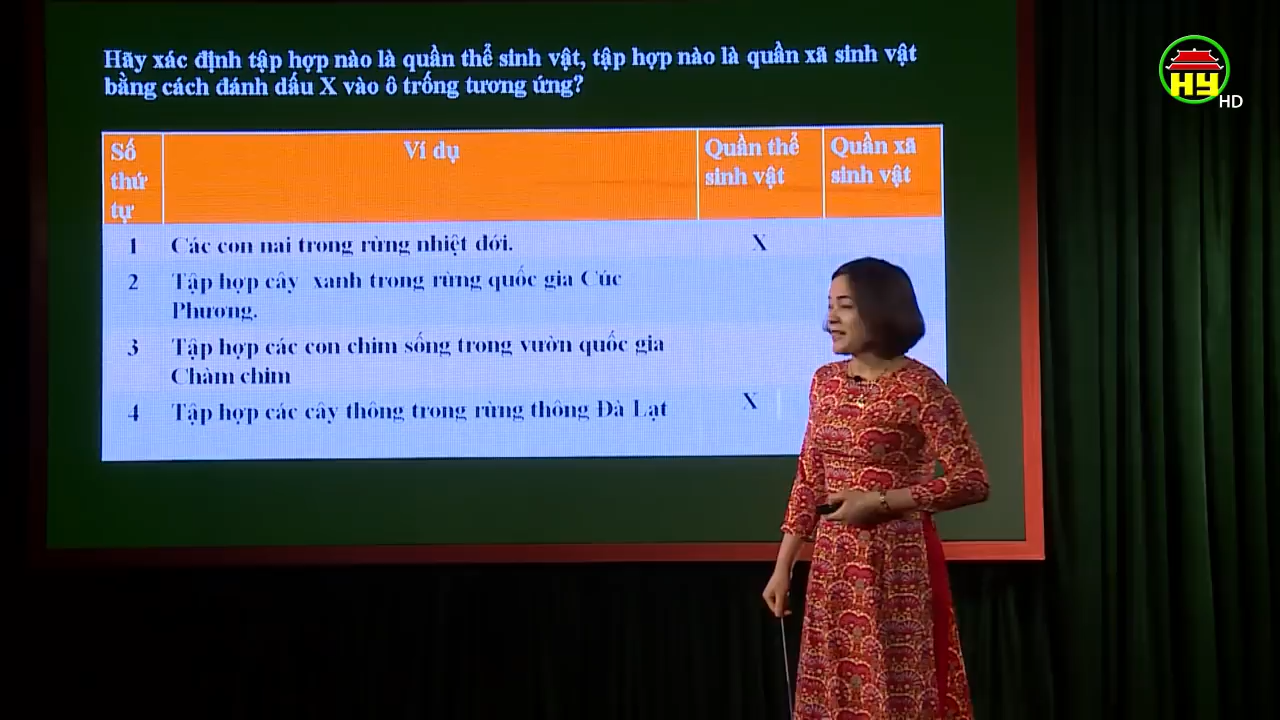 Hãy xác định tập hợp nào là quần thể sinh vật, tập hợp nào là quần xã sinh vật
bằng cách đánh dấu X vào ô trống tương ứng?
Số thứ tự
Ví dụ
Quần thể sinh vật
Quần xã sinh vật
1 Các con nai trong rừng nhiệt đới. X
2 Tập hợp cây xanh trong rừng quốc gia Cúc
Phương.
3 Tập hợp các con chim sống trong vườn quốc gia
Chàm chim
4 Tập hợp các cây thông trong rừng thông Đà Lạt X
HY
HD